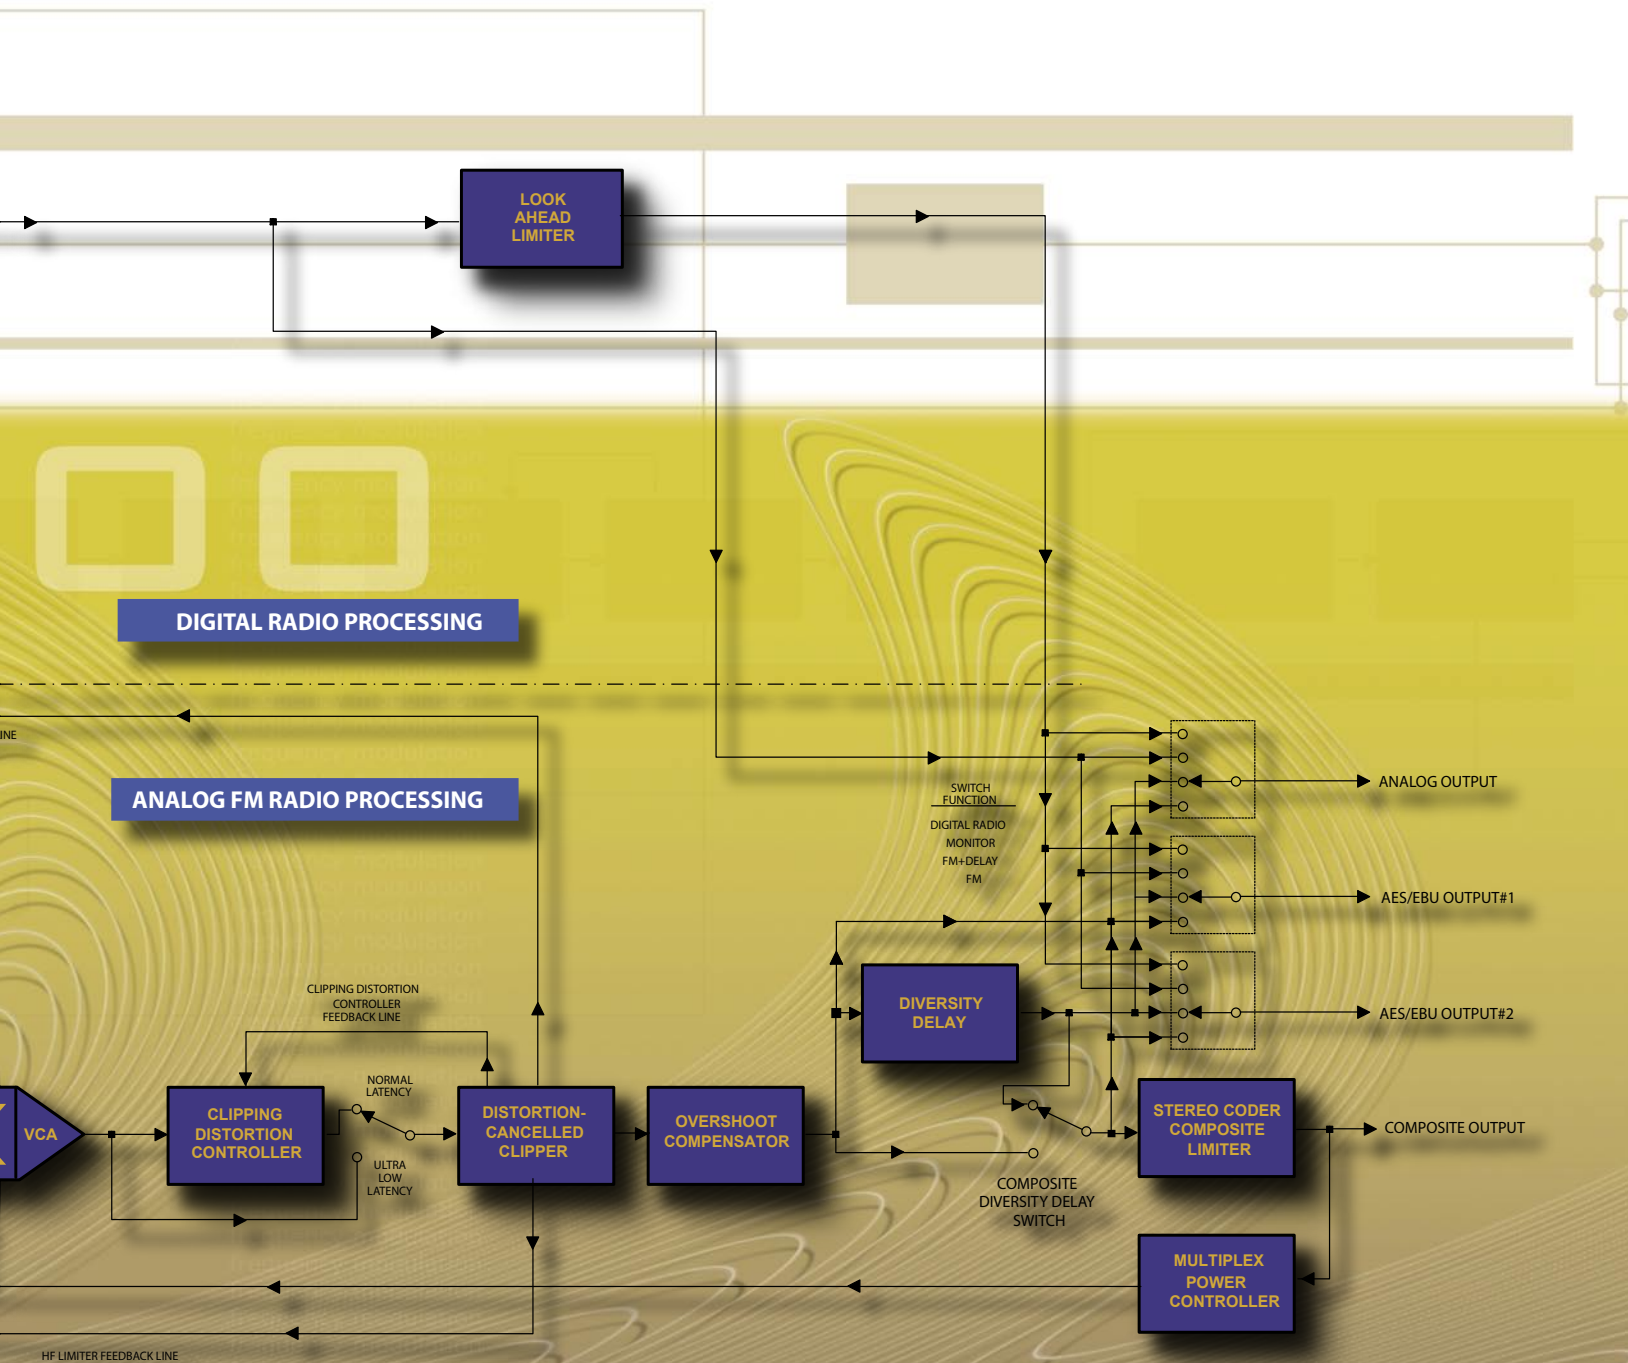 LOOK
AHEAD
LIMITER
DIGITAL RADIO PROCESSING
INE
ANALOG FM RADIO PROCESSING
SWITCH
FUNCTION
DIGITAL RADIO
MONITOR
FM+DELAY
FM
ANALOG OUTPUT
AES/EBU OUTPUT#1
AES/EBU OUTPUT#2
DIVERSITY
DELAY
CLIPPING DISTORTION
CONTROLLER
FEEDBACK LINE
NORMAL
LATENCY
VCA
CLIPPING
DISTORTION
CONTROLLER
ULTRA
LOW
LATENCY
DISTORTION-
CANCELLED
CLIPPER
OVERSHOOT
COMPENSATOR
COMPOSITE
DIVERSITY DELAY
SWITCH
STEREO CODER
COMPOSITE
LIMITER
COMPOSITE OUTPUT
MULTIPLEX
POWER
CONTROLLER
HF LIMITER FEEDBACK LINE